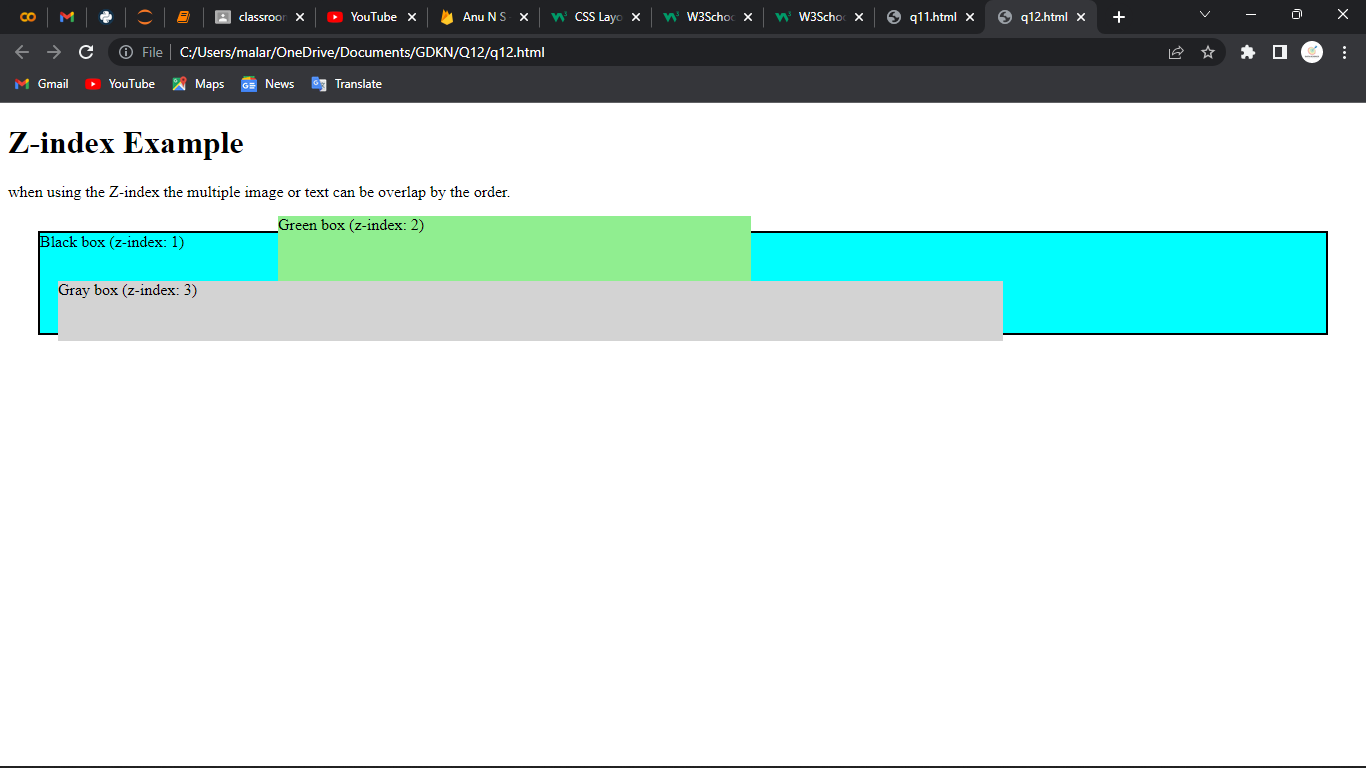 classroon
YouTube
Anu N S
CSS Layo
W3Schoo
W3Schoo
q11.html
q12.html
File
C:/Users/malar/OneDrive/Documents/GDKN/Q12/q12.html
Gmail
YouTube
Maps
News
Translate
Z-index Example
when using the Z-index the multiple image or text can be overlap by the order.
Green box (z-index: 2)
Black box (z-index: 1)
Gray box (z-index: 3)